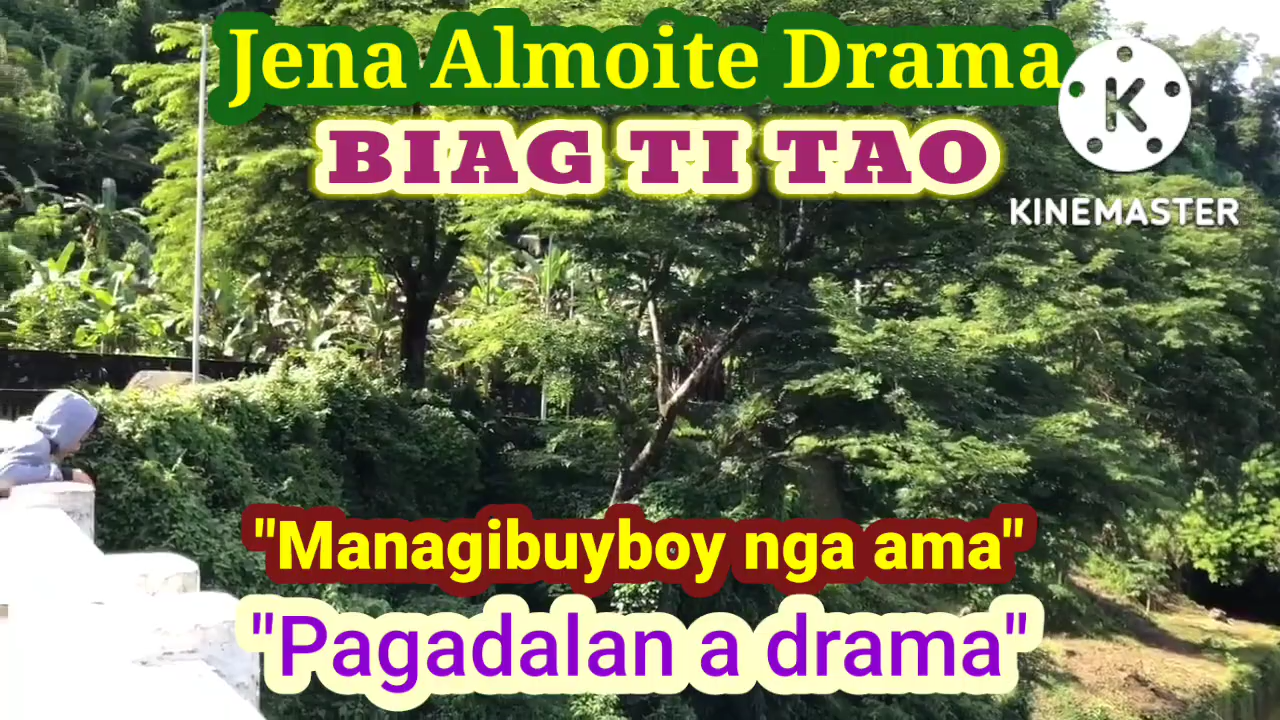 Jena Almoite Drama
BIAG TI TAO
K
KINEMASTER
"Managibuyboy nga ama"
"Pagadalan a drama"